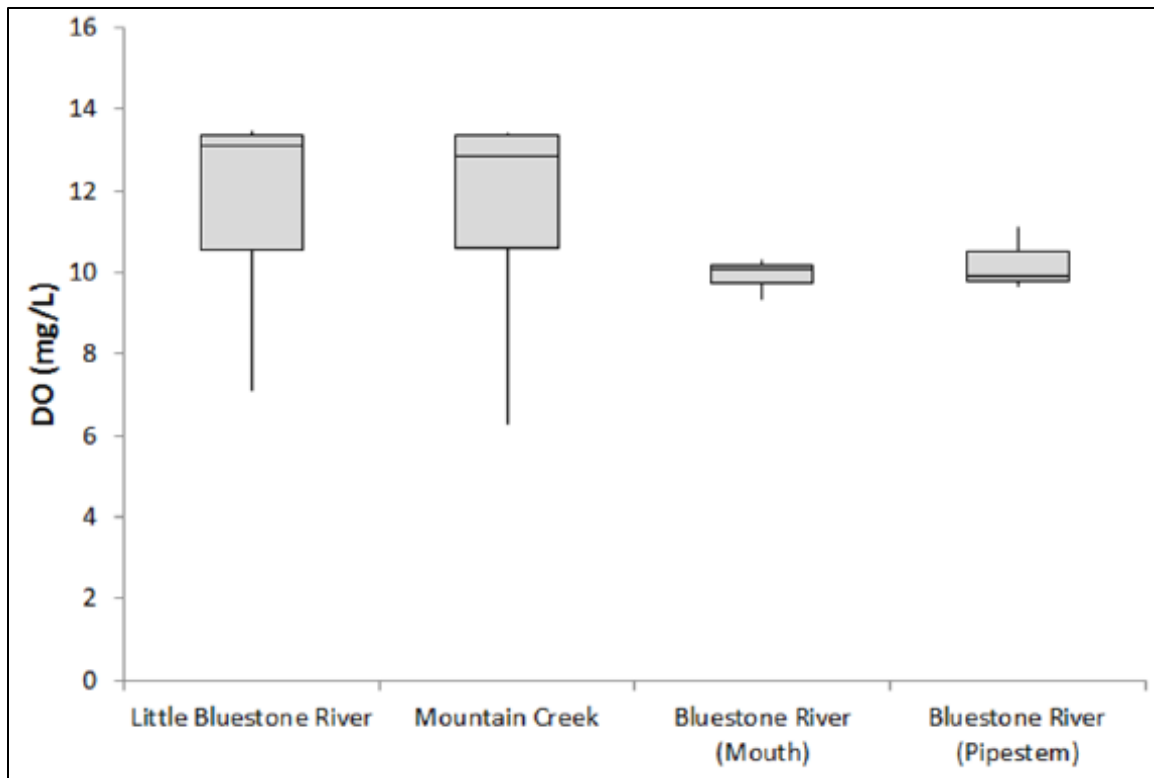 DO (mg/L)
16
14
12
10
8
6
4
2
0
Little Bluestone River
Mountain Creek
Bluestone River
(Mouth)
Bluestone River
(Pipestem)